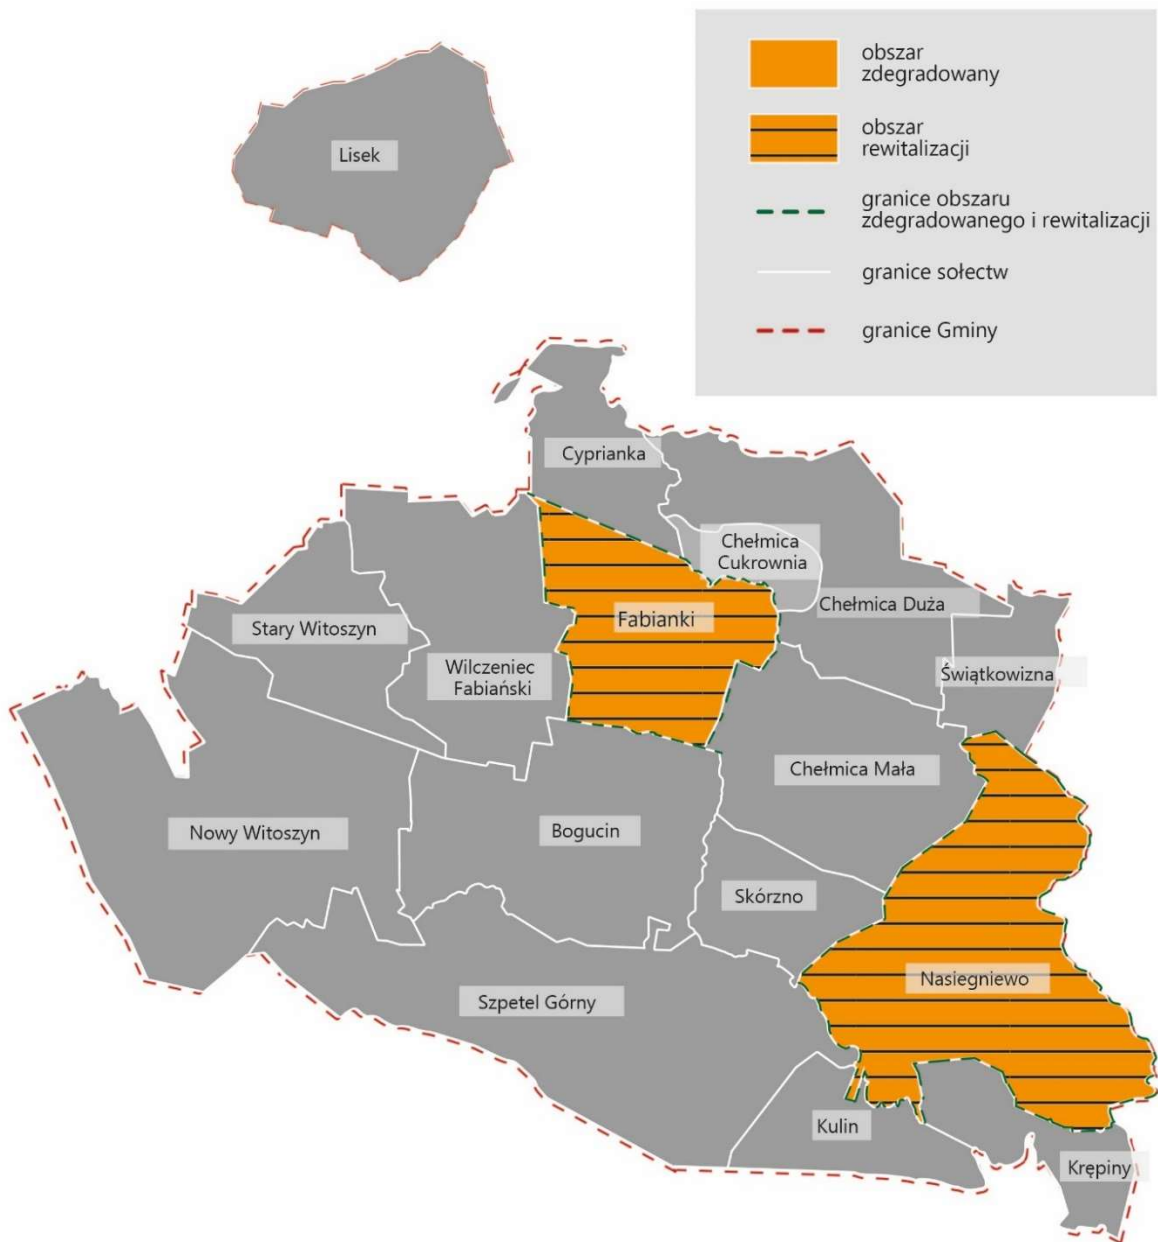 obszar
zdegradowany
obszar
rewitalizacji
granice obszaru
zdegradowanego i rewitalizacji
granice sołectw
granice Gminy
Lisek
Cyprianka
Chełmica
Cukrownia
Chełmica Duża
Fabianki
Stary Witoszyn
Wilczeniec
Fabiański
Świątkowizna
Chełmica Mała
Nowy Witoszyn
Bogucin
Skórzno
Nasiegniewo
Szpetel Górny
Kulin
Krępiny